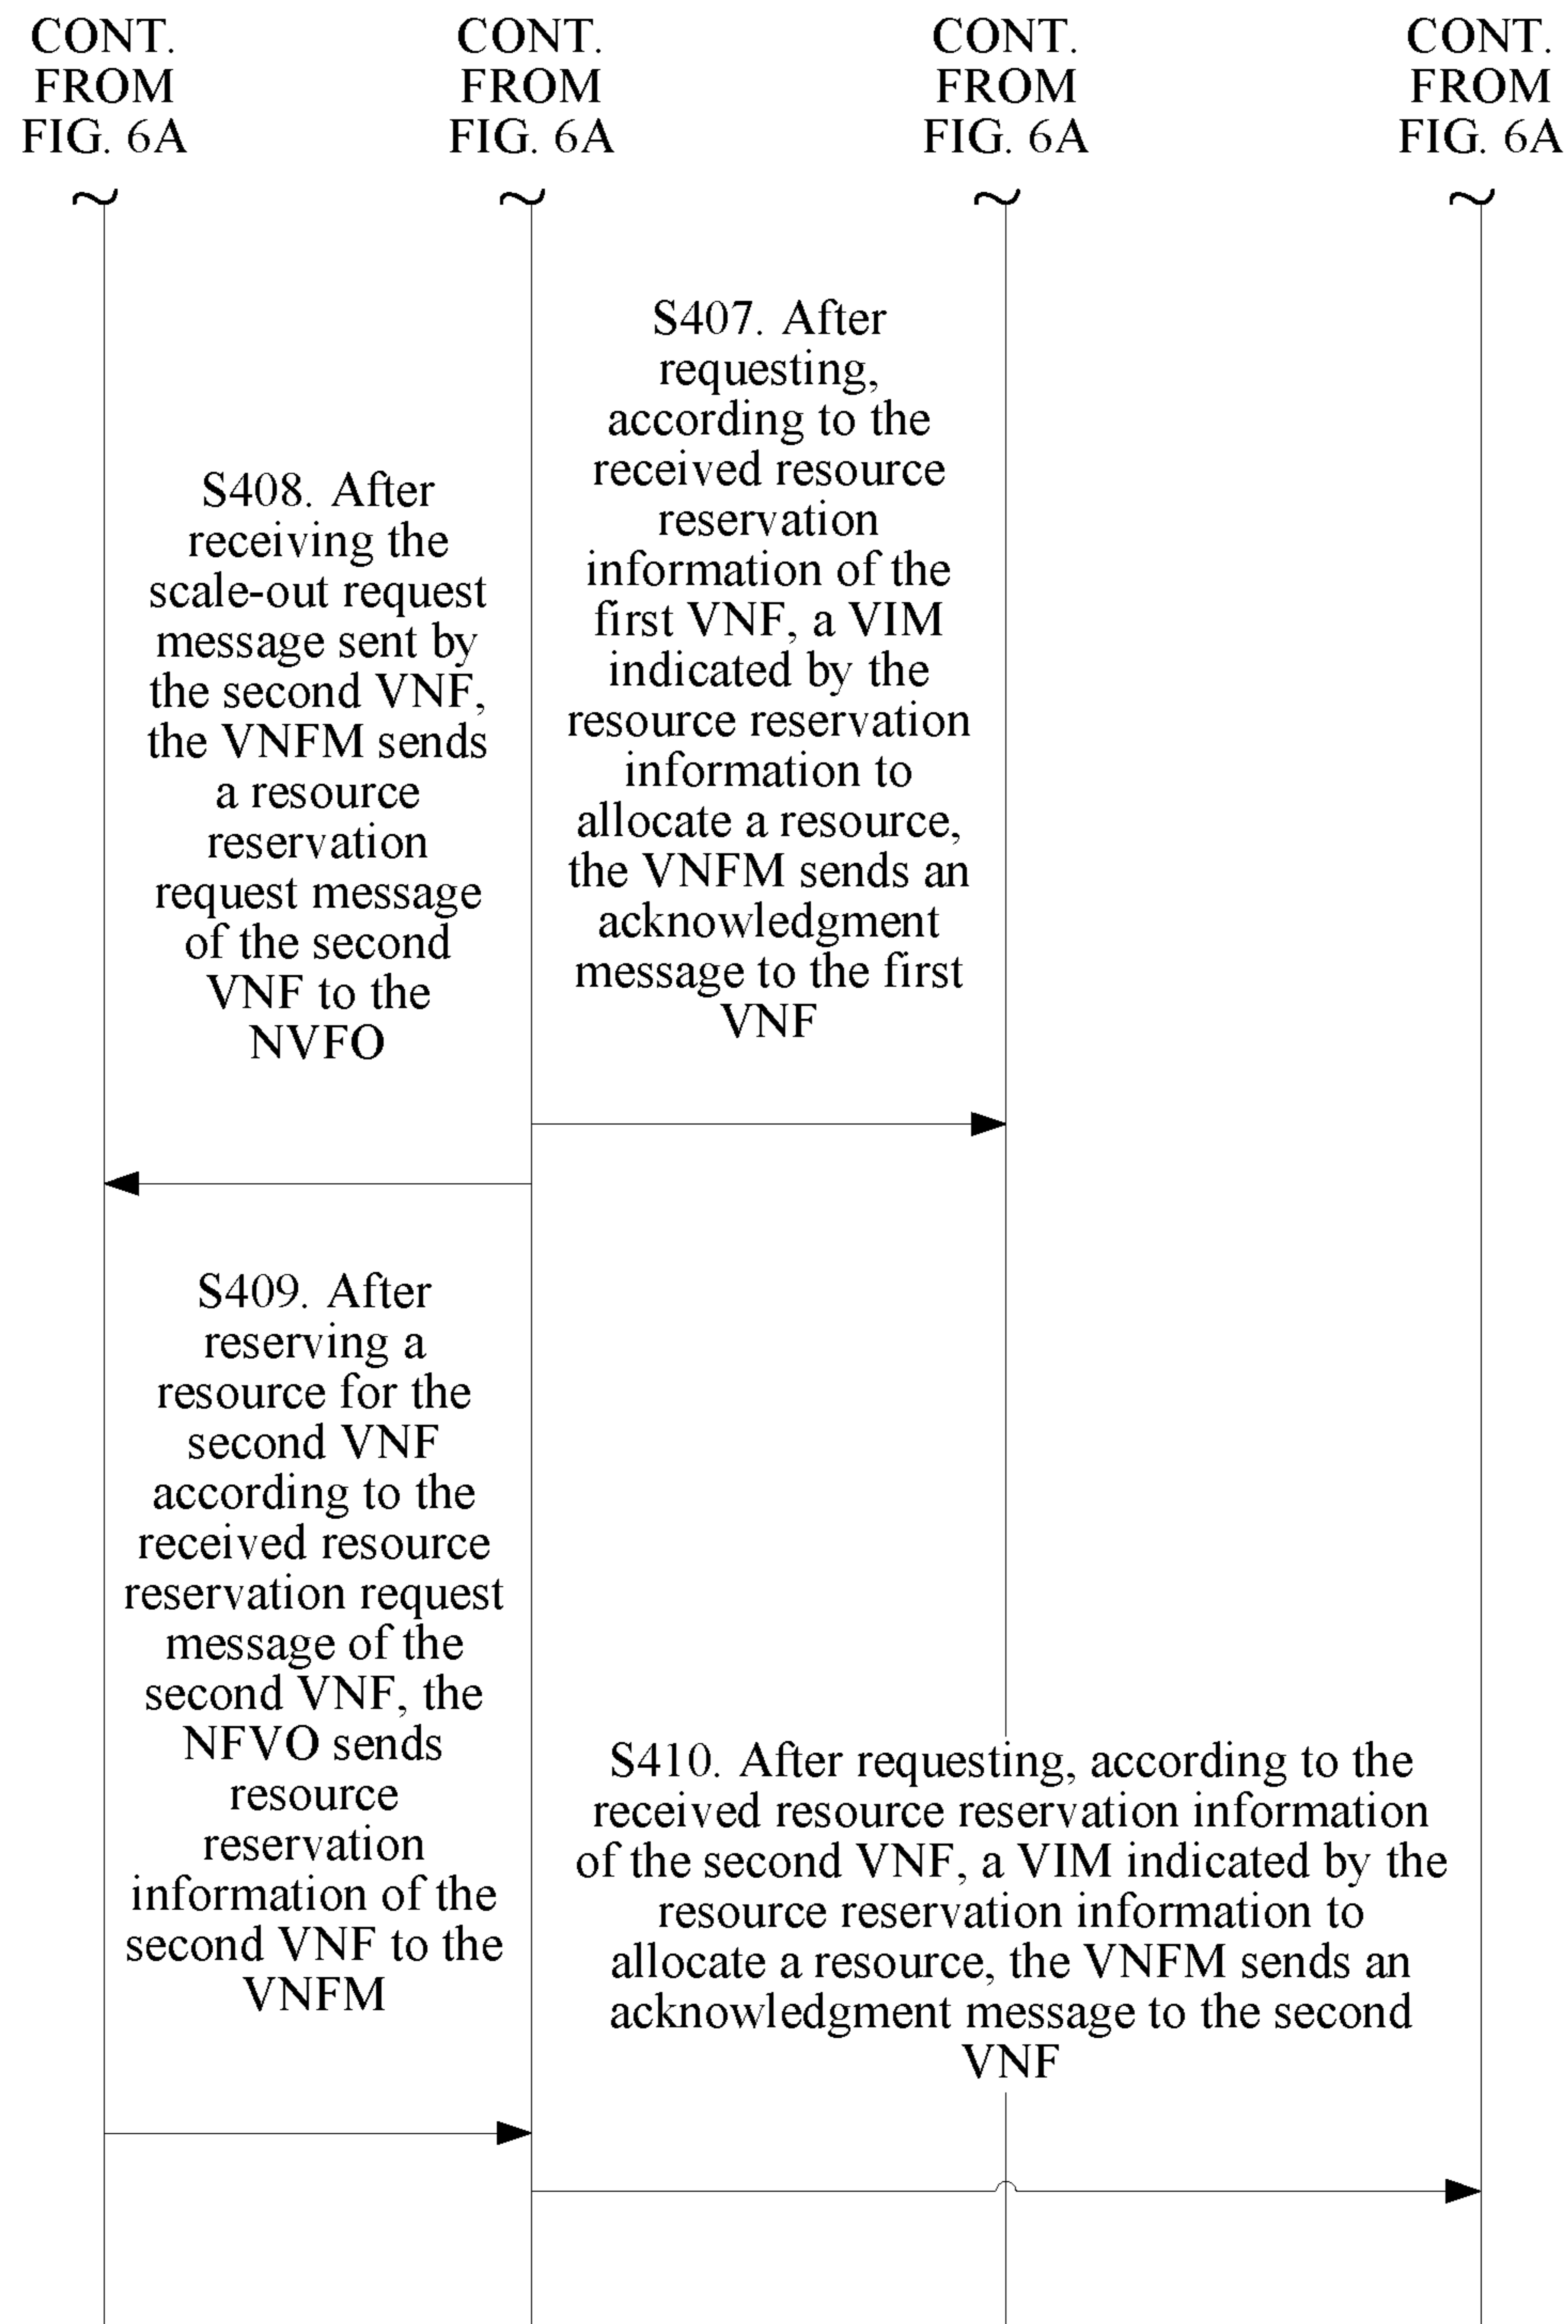 CONT.
FROM
FIG. 6A
CONT.
FROM
FIG. 6A
CONT.
FROM
FIG. 6A
CONT.
FROM
FIG. 6A
S407. After
requesting,
according to the
received resource
reservation
information of the
first VNF, a VIM
indicated by the
resource reservation
information to
allocate a resource,
the VNFM sends an
acknowledgment
message to the first
VNF
S408. After
receiving the
scale-out request
message sent by
the second VNF,
the VNFM sends
a resource
reservation
request message
of the second
VNF to the
NVFO
S409. After
reserving a
resource for the
second VNF
according to the
received resource
reservation request
message of the
second VNF, the
NFVO sends
resource
reservation
information of the
second VNF to the
VNFM
S410. After requesting, according to the
received resource reservation information
of the second VNF, a VIM indicated by the
resource reservation information to
allocate a resource, the VNFM sends an
acknowledgment message to the second
VNF